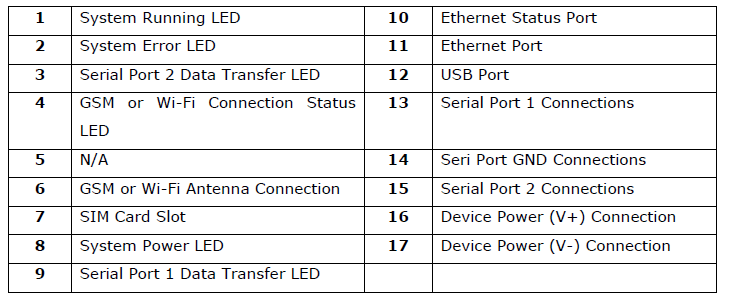 1 System Running LED 10 Ethernet Status Port
2 System Error LED 11 Ethernet Port
3 Serial Port 2 Data Transfer LED 12 USB Port
4 GSM or Wi-Fi Connection Status 13 Serial Port 1 Connections
LED
5 N/A 14 Seri Port GND Connections
6 GSM or Wi-Fi Antenna Connection 15 Serial Port 2 Connections
7 SIM Card Slot 16 Device Power (V+) Connection
8 System Power LED 17 Device Power (V-) Connection
9 Serial Port 1 Data Transfer LED